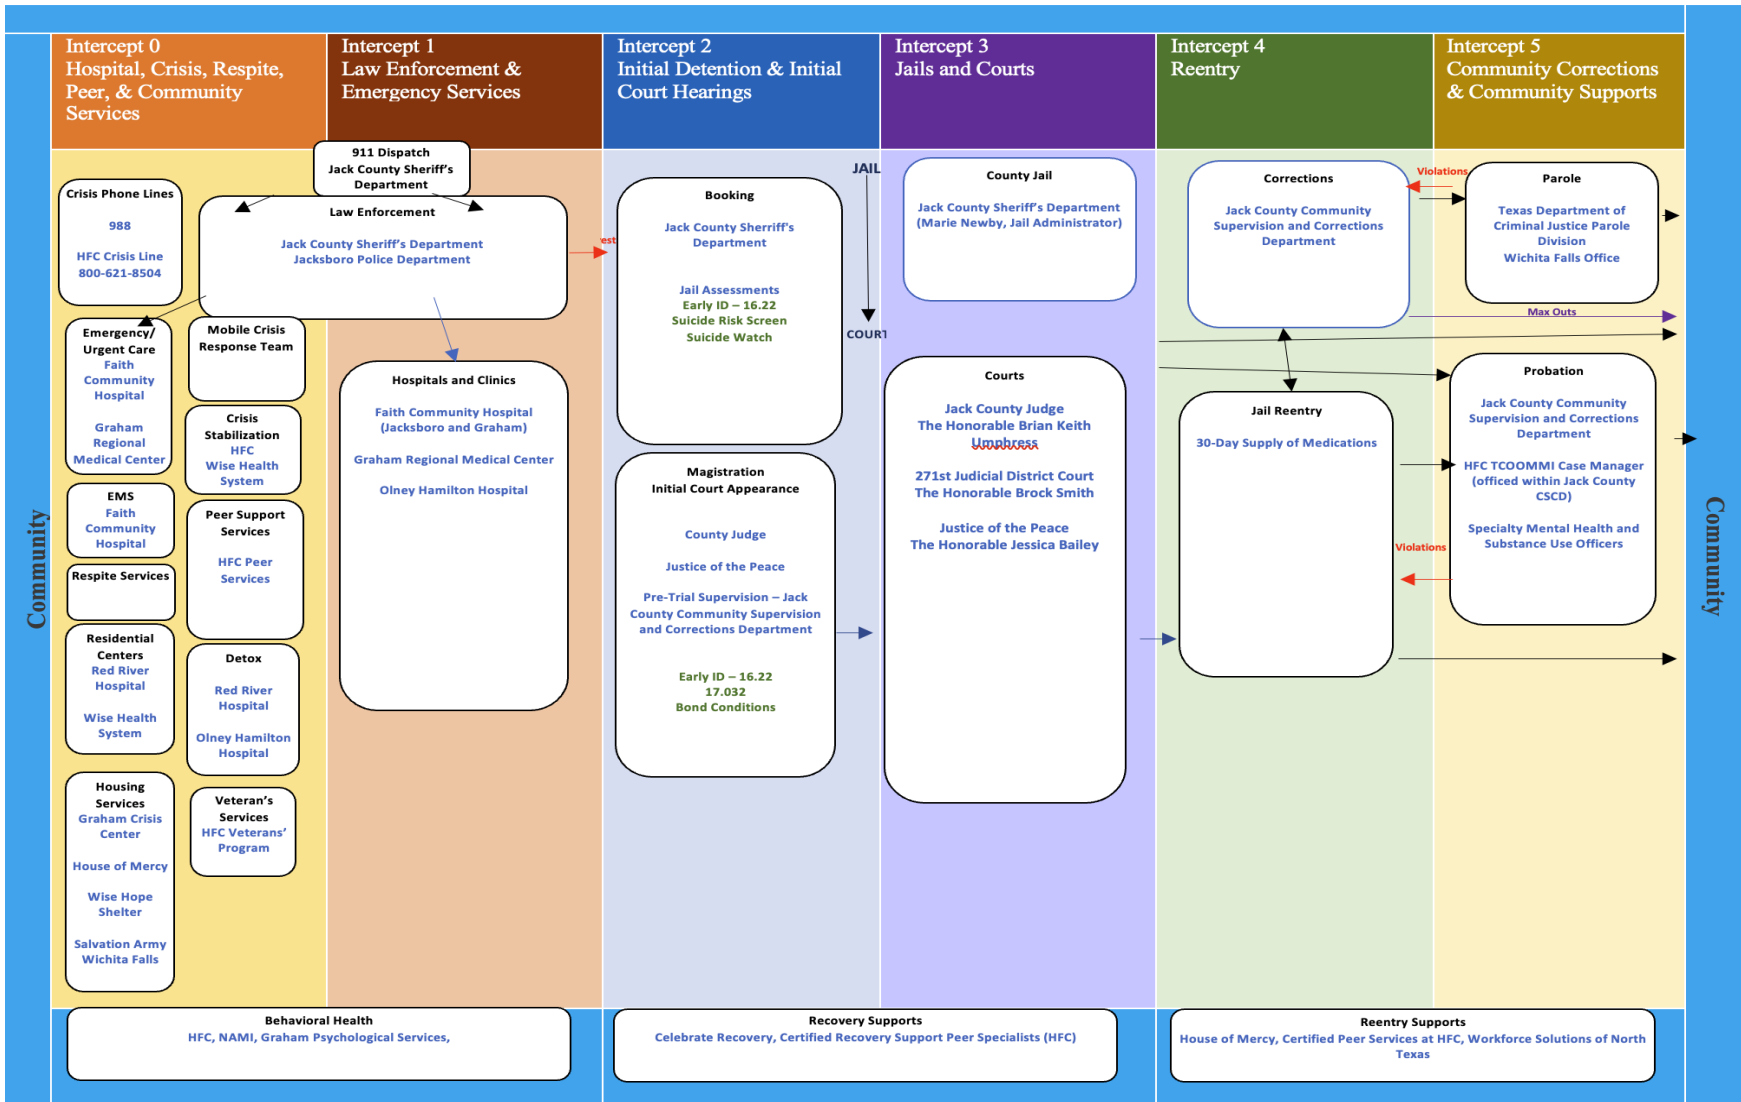 Intercept 0
Hospital, Crisis, Respite,
Peer, & Community
Services
Intercept 1
Law Enforcement &
Emergency Services
Intercept 2
Initial Detention & Initial
Court Hearings
Intercept 3
Jails and Courts
Intercept 4
Reentry
Intercept 5
Community Corrections
& Community Supports
Community
911 Dispatch
Jack County Sheriff’s
Department
Crisis Phone Lines
988
HFC Crisis Line
800-621-8504
Law Enforcement
Jack County Sheriff’s Department
Jacksboro Police Department
Emergency/
Urgent Care
Faith
Community
Hospital
Graham
Regional
Medical Center
Mobile Crisis
Response Team
Crisis
Stabilization
HFC
Wise Health
System
EMS
Faith
Community
Hospital
Peer Support
Services
HFC Peer
Services
Respite Services
Residential
Centers
Red River
Hospital
Wise Health
System
Detox
Red River
Hospital
Olney Hamilton
Hospital
Housing
Services
Graham Crisis
Center
House of Mercy
Wise Hope
Shelter
Salvation Army
Wichita Falls
Veteran’s
Services
HFC Veterans’
Program
Hospitals and Clinics
Faith Community Hospital
(Jacksboro and Graham)
Graham Regional Medical Center
Olney Hamilton Hospital
est
Booking
Jack County Sherriff’s
Department
Jail Assessments
Early ID – 16.22
Suicide Risk Screen
Suicide Watch
JAIL
COURT
Magistration
Initial Court Appearance
County Judge
Justice of the Peace
Pre-Trial Supervision – Jack
County Community Supervision
and Corrections Department
Early ID – 16.22
17.032
Bond Conditions
County Jail
Jack County Sheriff’s Department
(Marie Newby, Jail Administrator)
Courts
Jack County Judge
The Honorable Brian Keith
Umphress
271st Judicial District Court
The Honorable Brock Smith
Justice of the Peace
The Honorable Jessica Bailey
Corrections
Jack County Community
Supervision and Corrections
Department
Jail Reentry
30-Day Supply of Medications
Violations
Parole
Texas Department of
Criminal Justice Parole
Division
Wichita Falls Office
Max Outs
Probation
Jack County Community
Supervision and Corrections
Department
HFC TCOOMMI Case Manager
(officed within Jack County
CSCD)
Specialty Mental Health and
Substance Use Officers
Violations
Community
Behavioral Health
HFC, NAMI, Graham Psychological Services,
Recovery Supports
Celebrate Recovery, Certified Recovery Support Peer Specialists (HFC)
Reentry Supports
House of Mercy, Certified Peer Services at HFC, Workforce Solutions of North
Texas